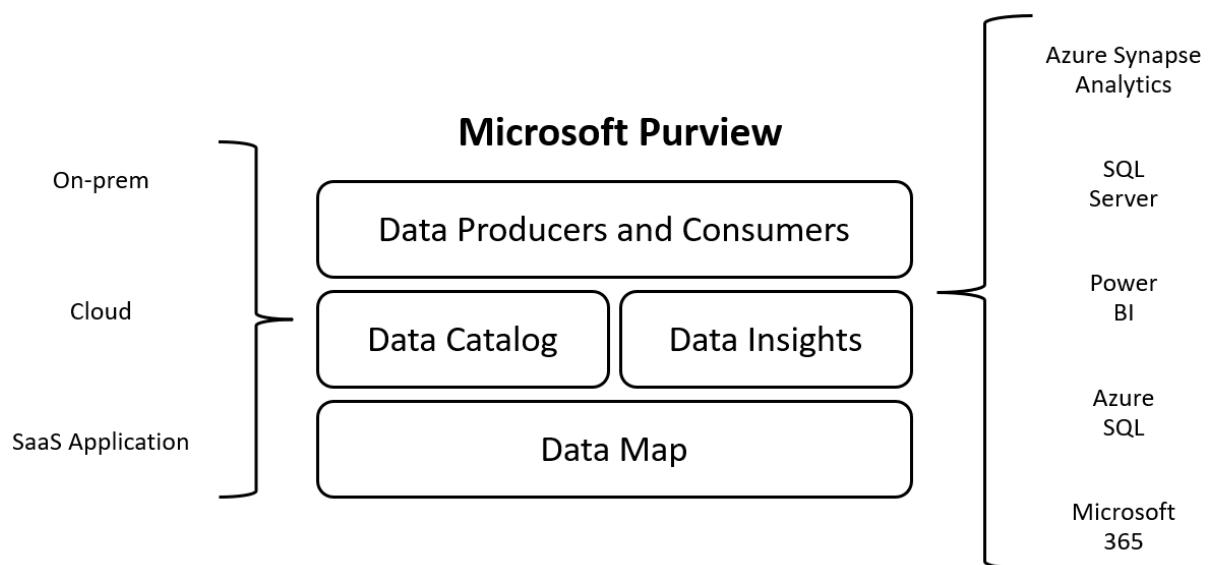 Microsoft Purview
On-prem
Cloud
SaaS Application
Data Producers and Consumers
Data Catalog
Data Insights
Data Map
Azure Synapse
Analytics
SQL
Server
Power
BI
Azure
SQL
Microsoft
365